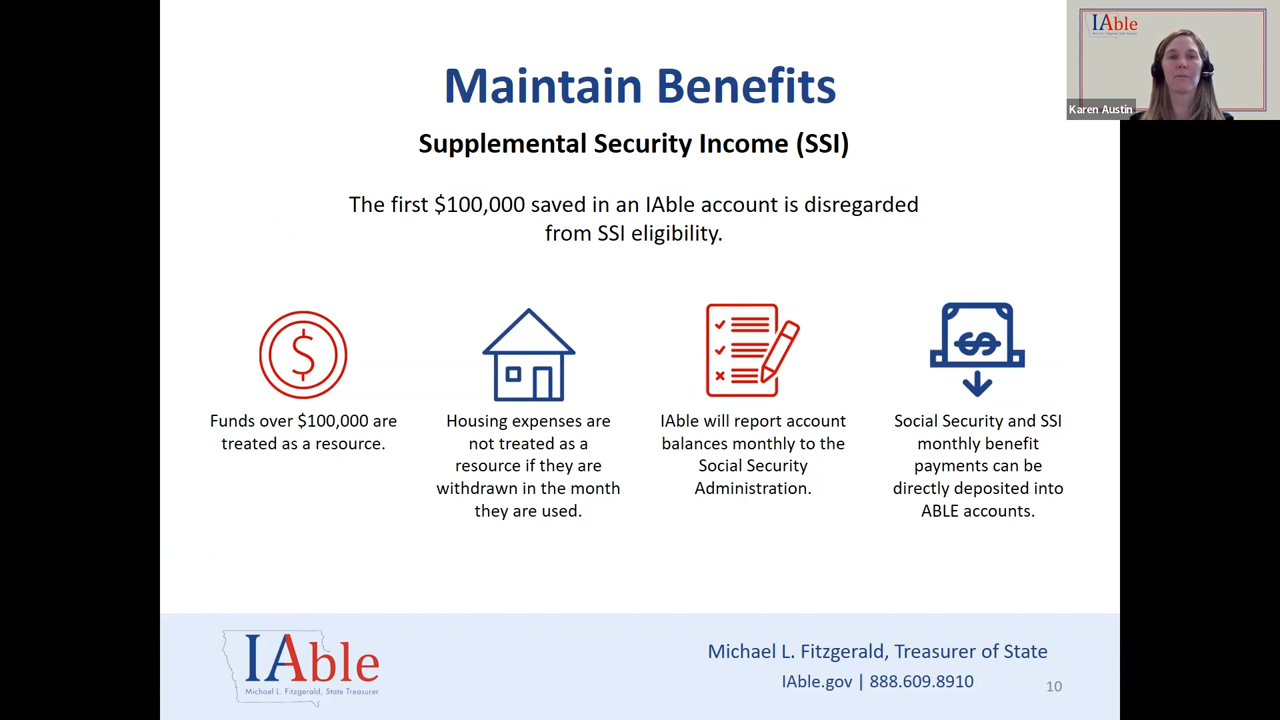 Maintain Benefits
Supplemental Security Income (SSI)
The first $100,000 saved in an IAble account is disregarded
from SSI eligibility.
Funds over $100,000 are
treated as a resource.
Housing expenses are
not treated as a
resource if they are
withdrawn in the month
they are used.
IAble will report account
balances monthly to the
Social Security
Administration.
Social Security and SSI
monthly benefit
payments can be
directly deposited into
ABLE accounts.
IAble
Michael L. Fitzgerald, State Treasurer
Michael L. Fitzgerald, Treasurer of State
IAble.gov | 888.609.8910
10
IAble
Karen Austin